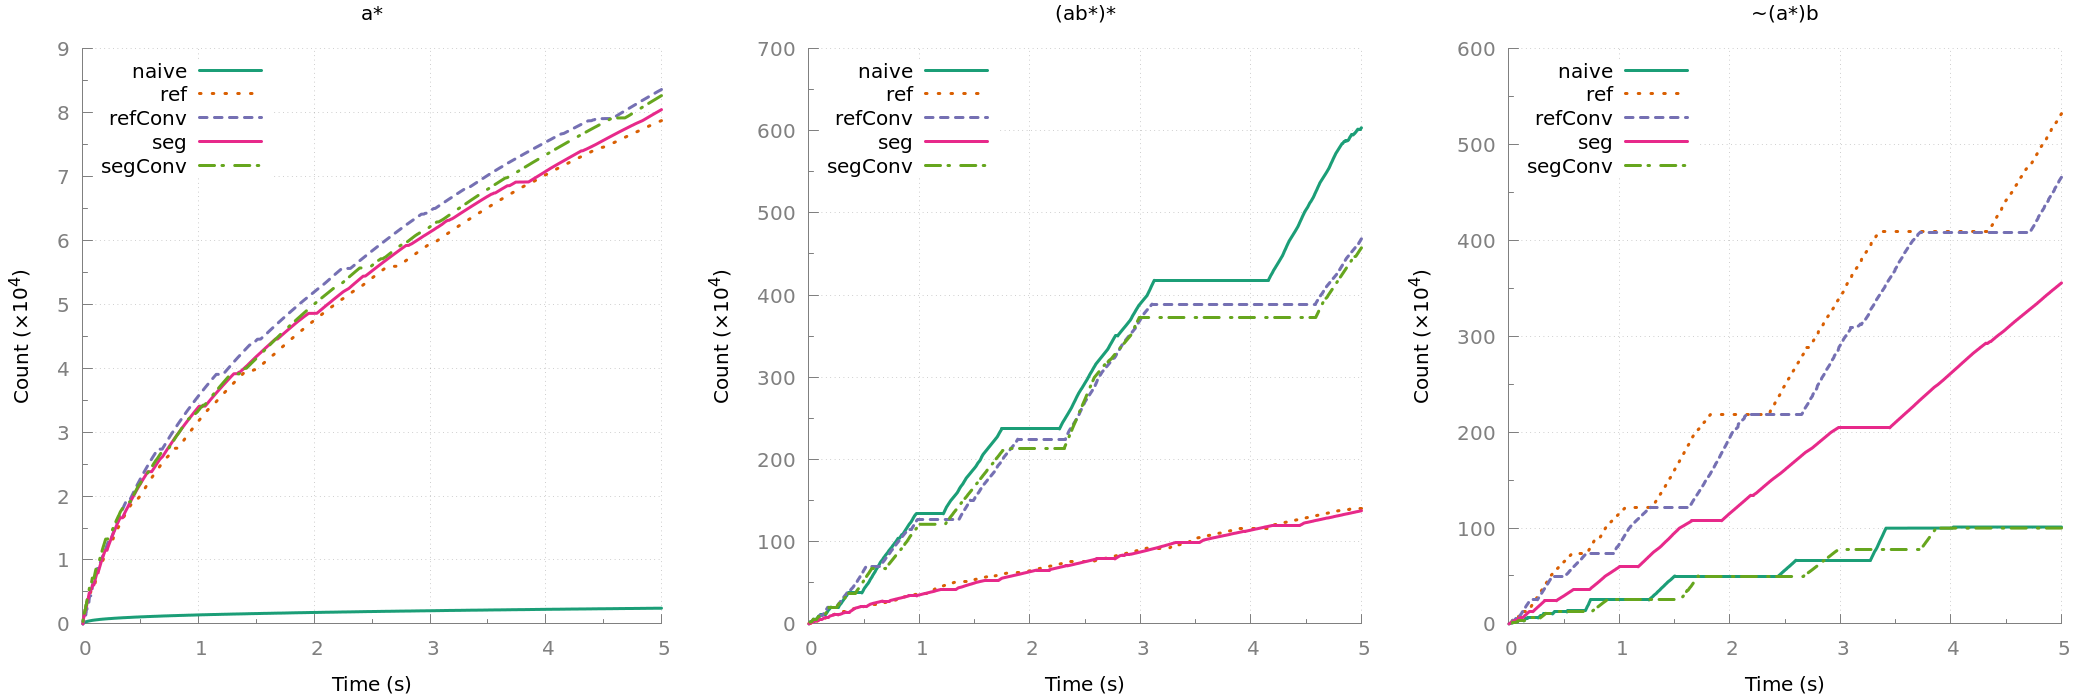 a*
9
8
7
6
5
4
3
2
1
0
Count (×10⁴)
naive
ref
refConv
seg
segConv
0 1 2 3 4 5
Time (s)
(ab*)*
700
600
500
400
300
200
100
0
Count (×10⁴)
naive
ref
refConv
seg
segConv
0 1 2 3 4 5
Time (s)
~(a*)b
600
500
400
300
200
100
0
Count (×10⁴)
naive
ref
refConv
seg
segConv
0 1 2 3 4 5
Time (s)